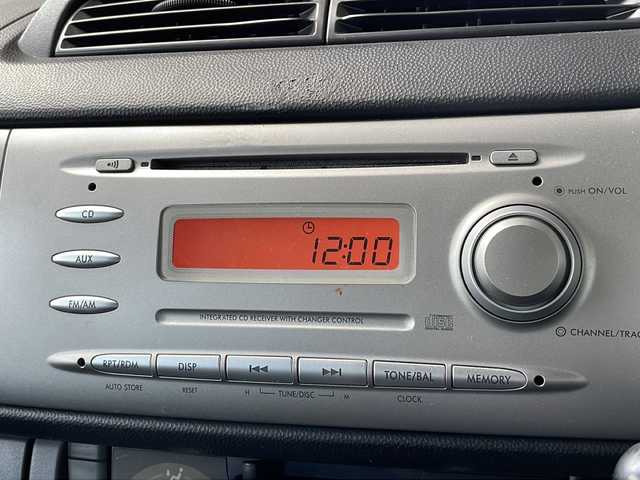 CD
PUSH ON/VOL
AUX
12:00
FM/AM
INTEGRATED CD RECEIVER WITH CHANGER CONTROL
disc
CHANNEL/TRAC
RPT/RDM DISP TONE/BAL MEMORY
AUTO STORE RESET H TUNE/DISC M CLOCK